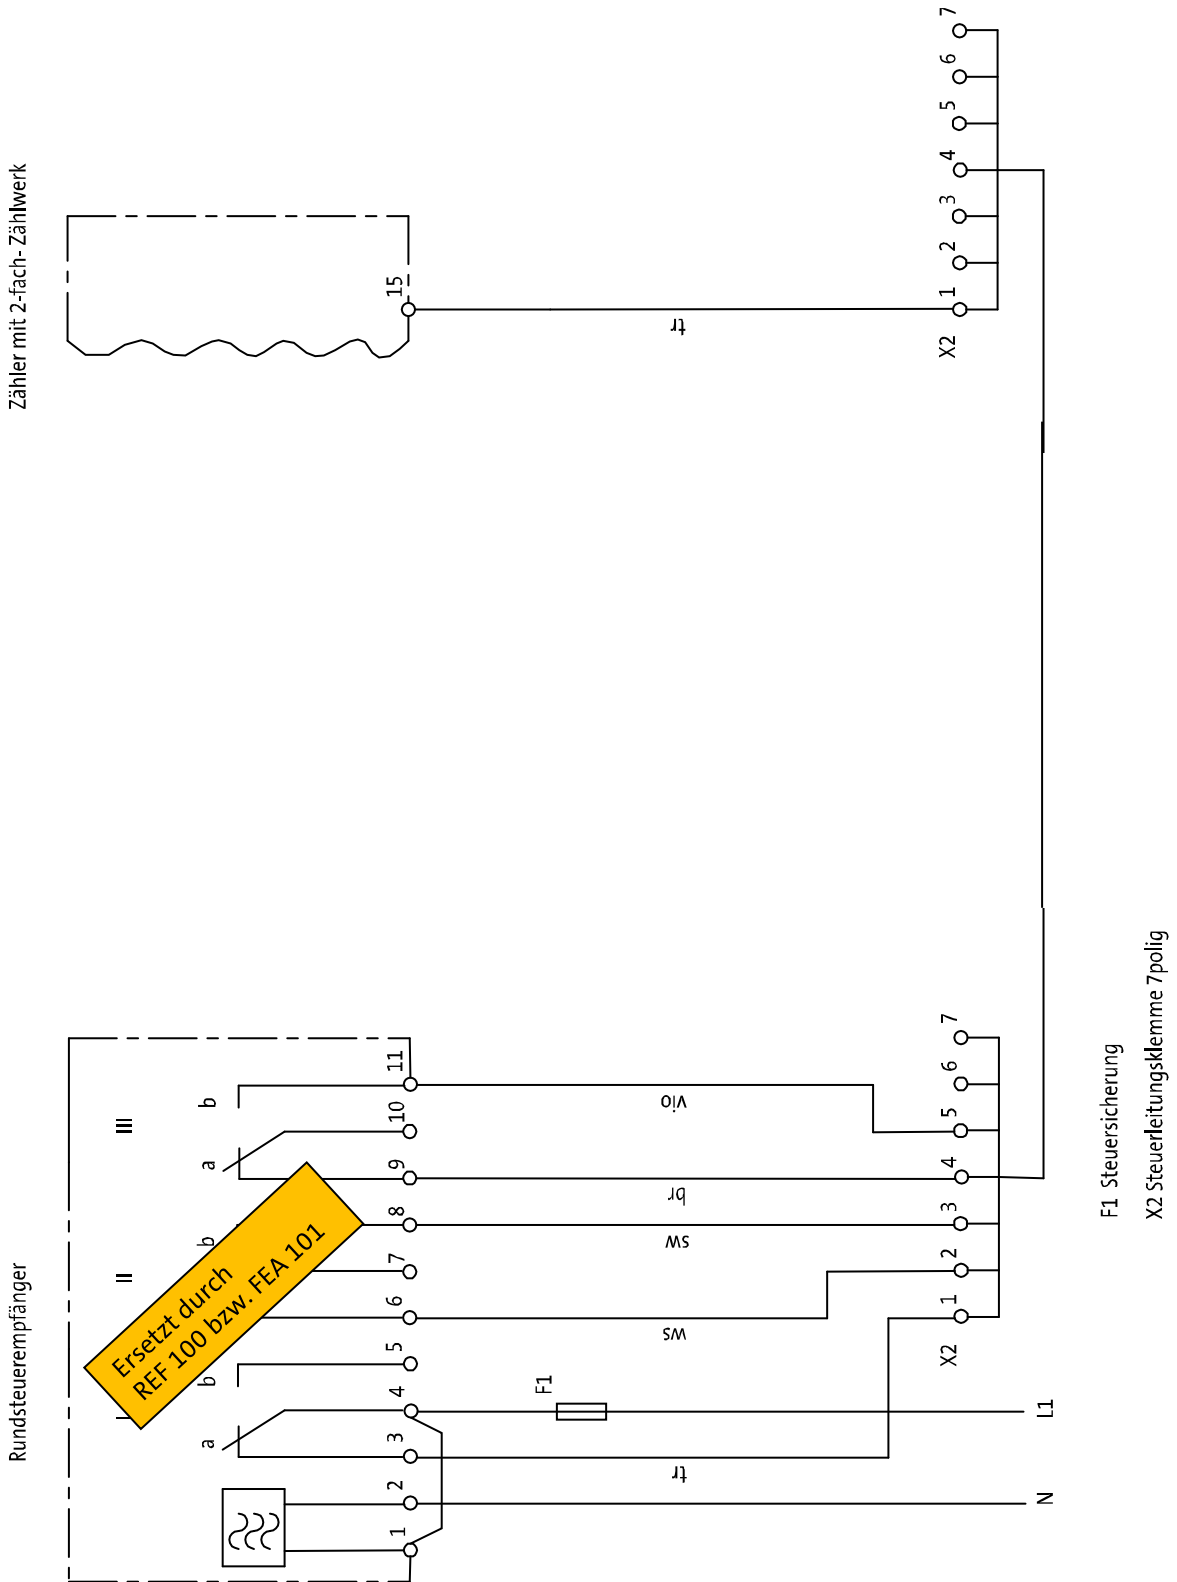 Rundsteuerempfänger
Zähler mit 2-fach- Zählwerk
I
II
III
Ersetzt durch
REF 100 bzw. FEA 101
a
b
b
a
b
1 2 3 4 5 6 7 8 9 10 11
15
F1
tr
ws
sw
br
vio
tr
X2 1 2 3 4 5 6 7
X2 1 2 3 4 5 6 7
N
L1
F1 Steuersicherung
X2 Steuerleitungsklemme 7polig